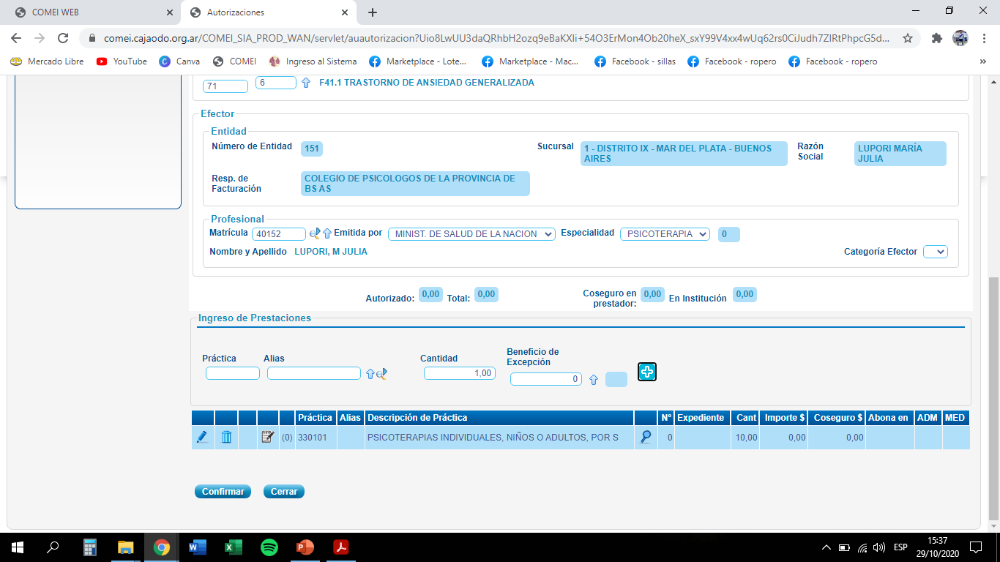 COMEI WEB
Autorizaciones
comei.cajaodo.org.ar/COMEI_SIA_PROD_WAN/servlet/auautorizacion?Uio8LwUU3daQRhbH2ozq9eBaKXIi+54O3ErMon4Ob20heX_sxY99V4xx4wUq62rs0CiJudh7ZIRtPhpcG5d...
Mercado Libre YouTube Canva COMEI Ingreso al Sistema Marketplace - Lote... Marketplace - Mac... Facebook - sillas Facebook - ropero Facebook - ropero »
71 6 F41.1 TRASTORNO DE ANSIEDAD GENERALIZADA
Efector
Entidad
Número de Entidad 151 Sucursal 1 - DISTRITO IX - MAR DEL PLATA - BUENOS AIRES Razón Social LUPORI MARÍA JULIA
Resp. de Facturación COLEGIO DE PSICOLOGOS DE LA PROVINCIA DE BS AS
Profesional
Matrícula 40152 Emitida por MINIST. DE SALUD DE LA NACION Especialidad PSICOTERAPIA 0
Nombre y Apellido LUPORI, M JULIA Categoría Efector
Autorizado: 0,00 Total: 0,00 Coseguro en prestador: 0,00 En Institución 0,00
Ingreso de Prestaciones
Práctica Alias Cantidad Beneficio de Excepción
1,00 0
Práctica Alias Descripción de Práctica N° Expediente Cant Importe $ Coseguro $ Abona en ADM MED
(0) 330101 PSICOTERAPIAS INDIVIDUALES, NIÑOS O ADULTOS, POR S 0 10,00 0,00 0,00
Confirmar Cerrar
ESP
15:37
29/10/2020